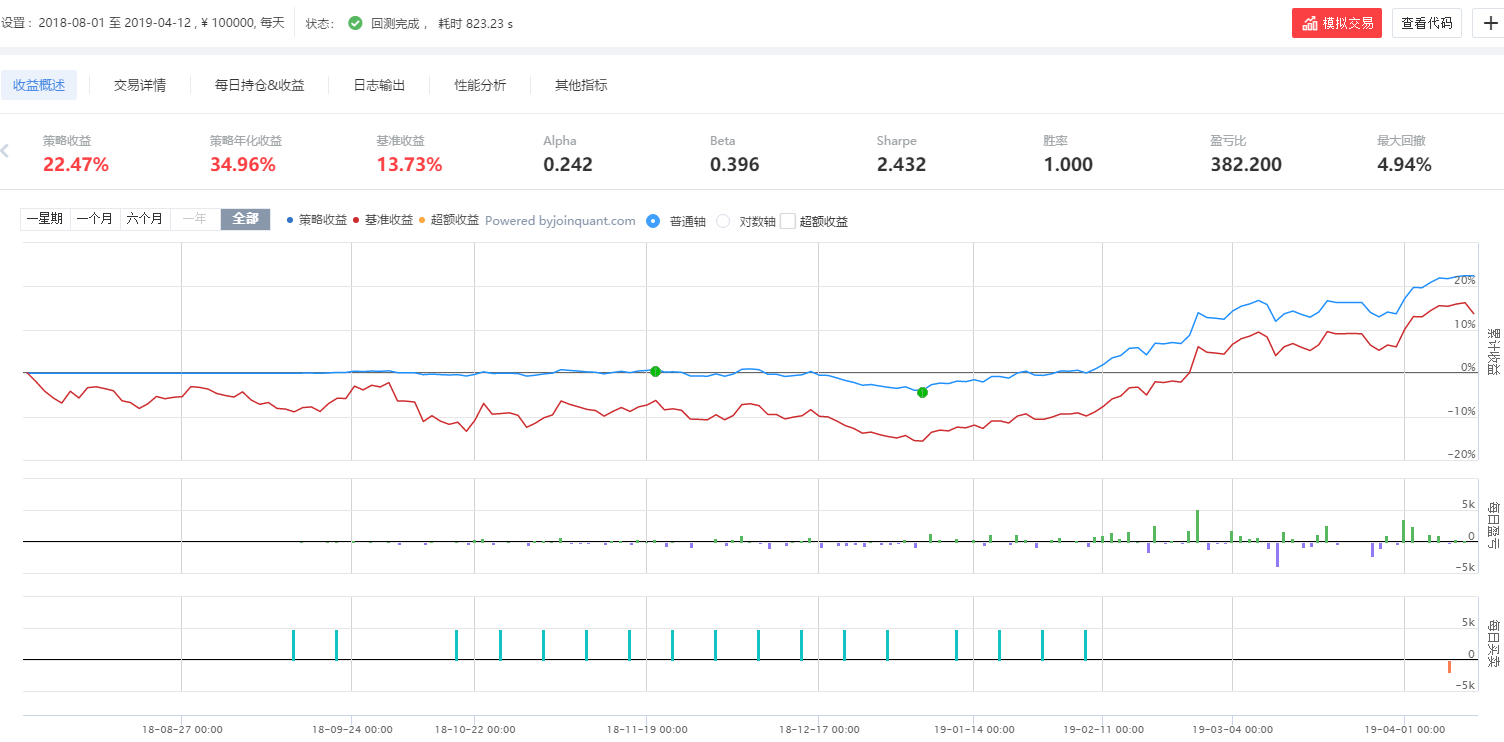 设置： 2018-08-01 至 2019-04-12 , ¥ 100000, 每天 状态： 回测完成 ， 耗时 823.23 s 模拟交易 查看代码
收益概述 交易详情 每日持仓&收益 日志输出 性能分析 其他指标
策略收益 策略年化收益 基准收益 Alpha Beta Sharpe 胜率 盈亏比 最大回撤
22.47% 34.96% 13.73% 0.242 0.396 2.432 1.000 382.200 4.94%
一星期 一个月 六个月 一年 全部 策略收益 基准收益 超额收益 Powered byjoinquant.com 普通轴 对数轴 超额收益
20%
10%
0%
-10%
-20%
累计收益
5k
0
-5k
每日盈亏
5k
0
-5k
每日买卖
18-08-27 00:00 18-09-24 00:00 18-10-22 00:00 18-11-19 00:00 18-12-17 00:00 19-01-14 00:00 19-02-11 00:00 19-03-04 00:00 19-04-01 00:00